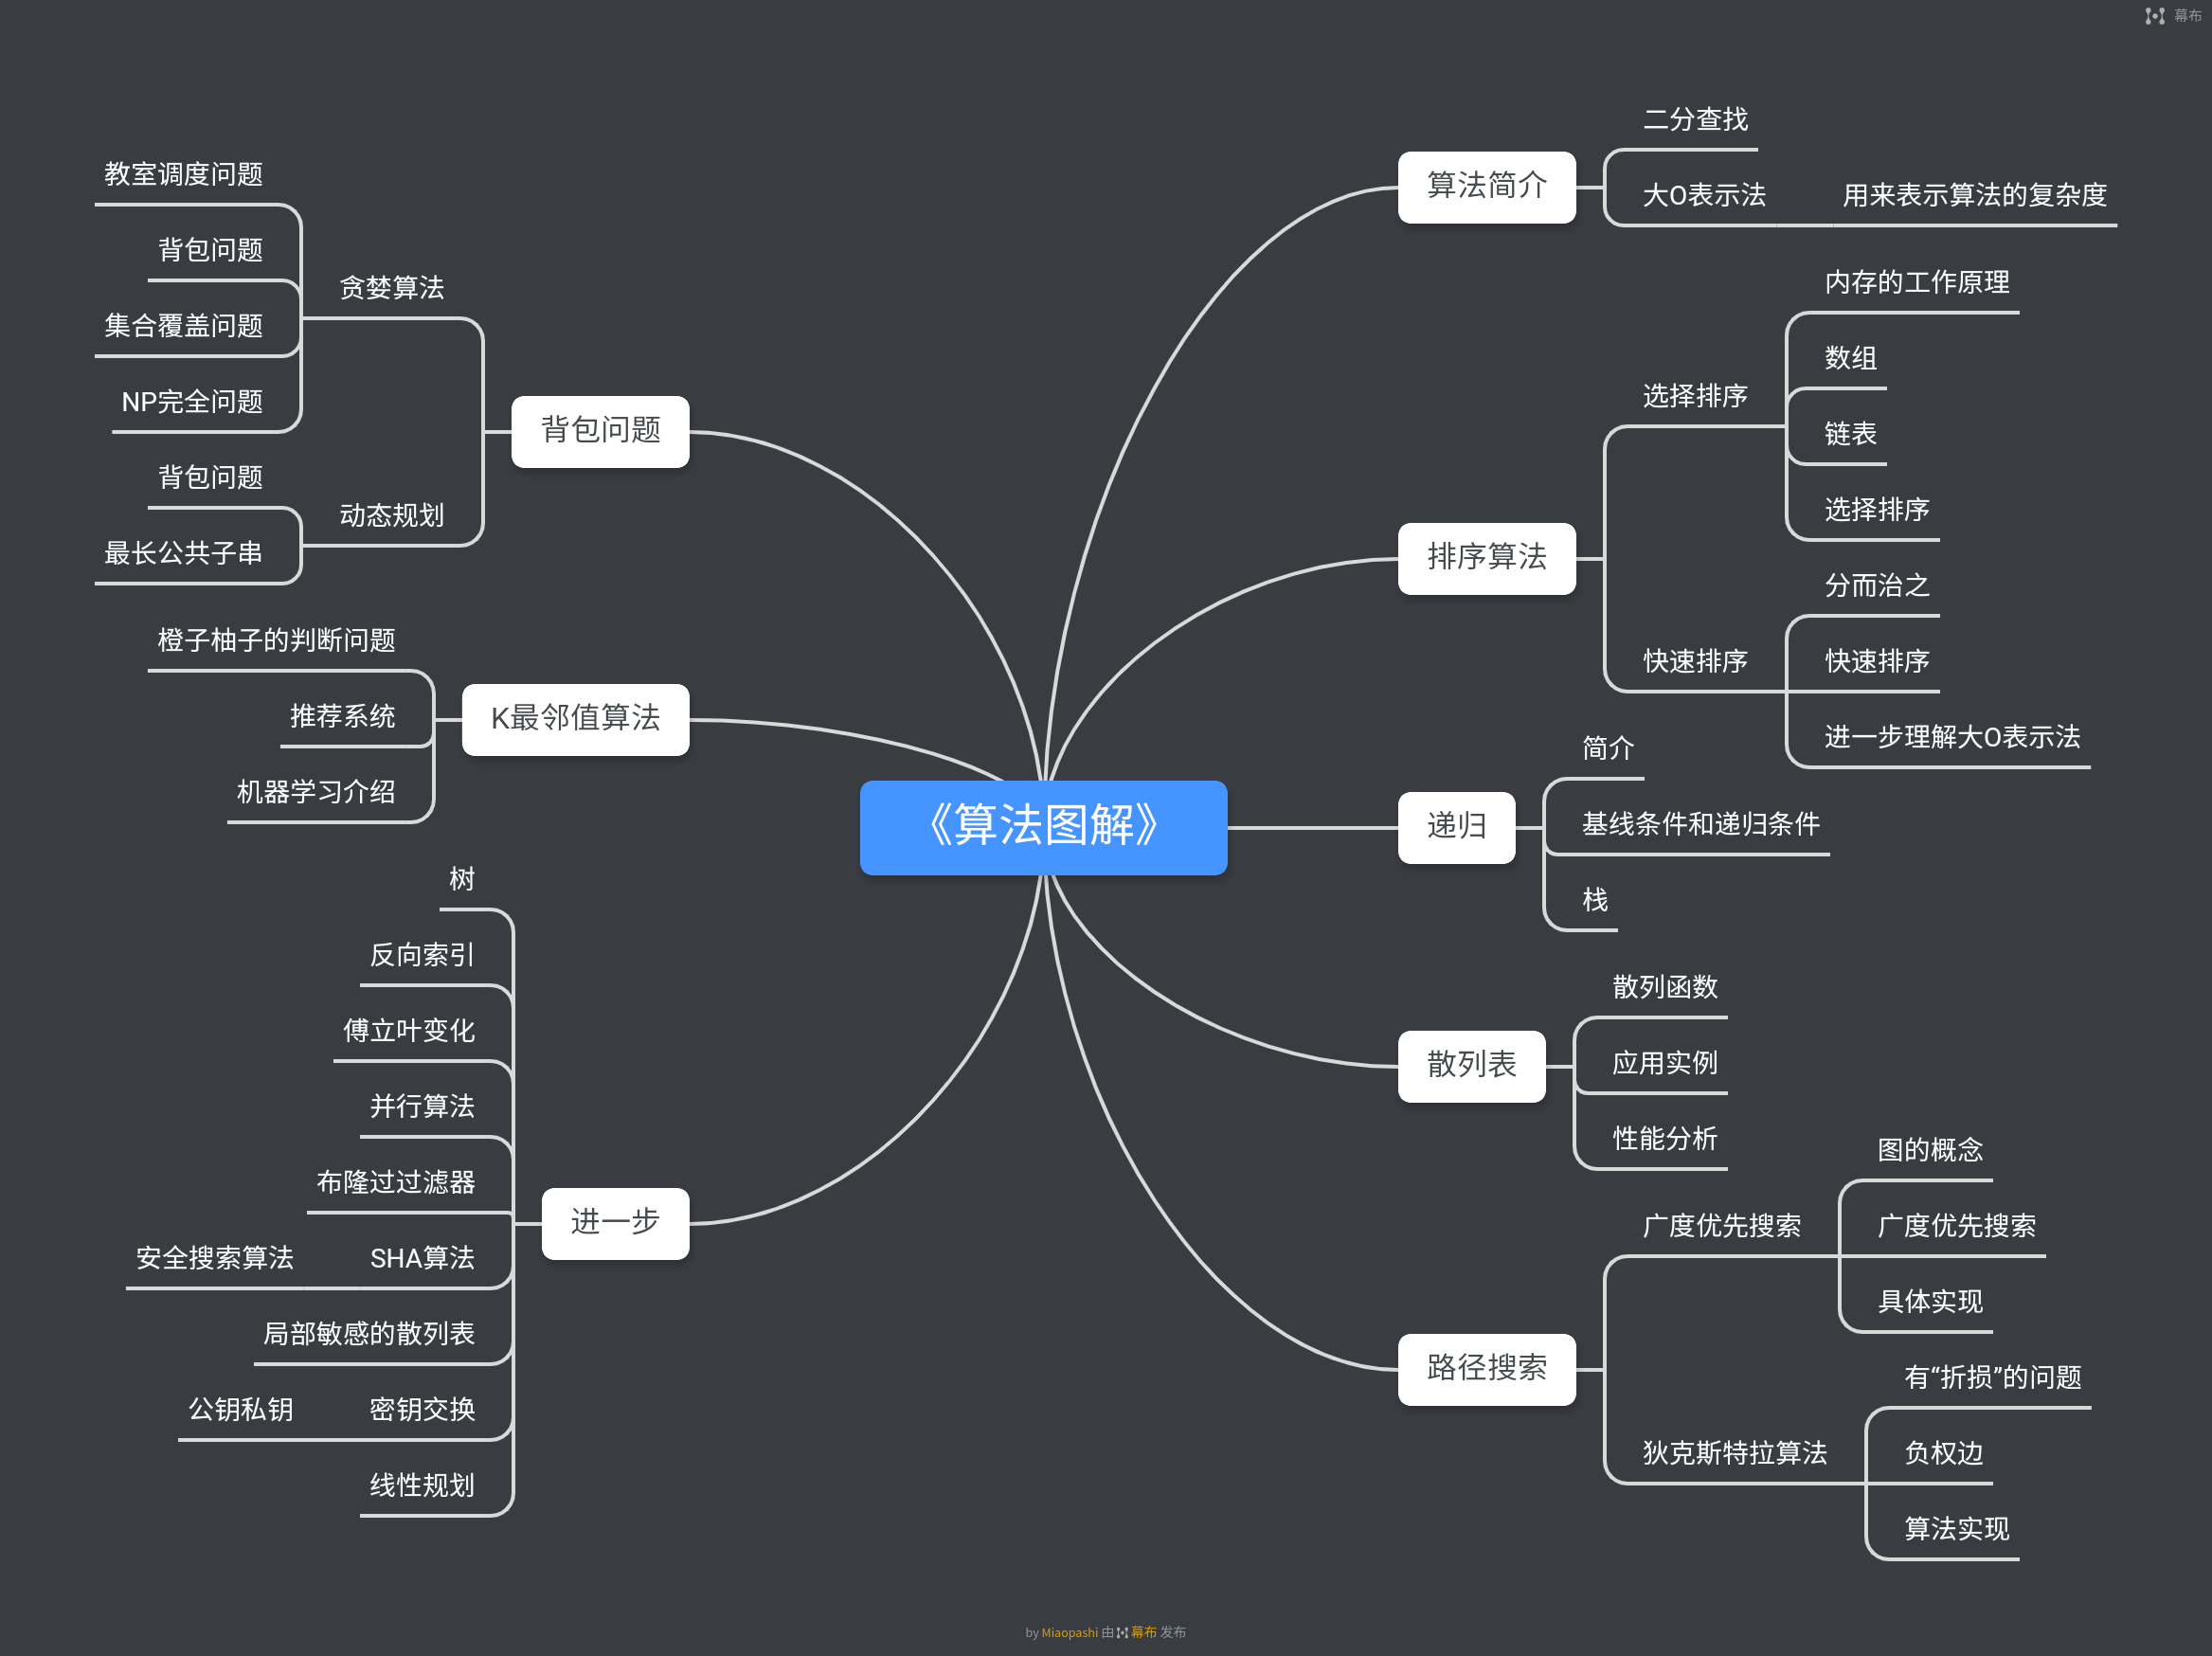 幕布
《算法图解》
算法简介
二分查找
大O表示法
用来表示算法的复杂度
排序算法
选择排序
内存的工作原理
数组
链表
选择排序
快速排序
分而治之
快速排序
进一步理解大O表示法
递归
简介
基线条件和递归条件
栈
散列表
散列函数
应用实例
性能分析
路径搜索
广度优先搜索
图的概念
广度优先搜索
具体实现
狄克斯特拉算法
有“折损”的问题
负权边
算法实现
背包问题
贪婪算法
教室调度问题
背包问题
集合覆盖问题
NP完全问题
动态规划
背包问题
最长公共子串
K最邻值算法
橙子柚子的判断问题
推荐系统
机器学习介绍
进一步
树
反向索引
傅立叶变化
并行算法
布隆过过滤器
SHA算法
安全搜索算法
局部敏感的散列表
密钥交换
公钥私钥
线性规划
by Miaopashi 由 幕布 发布